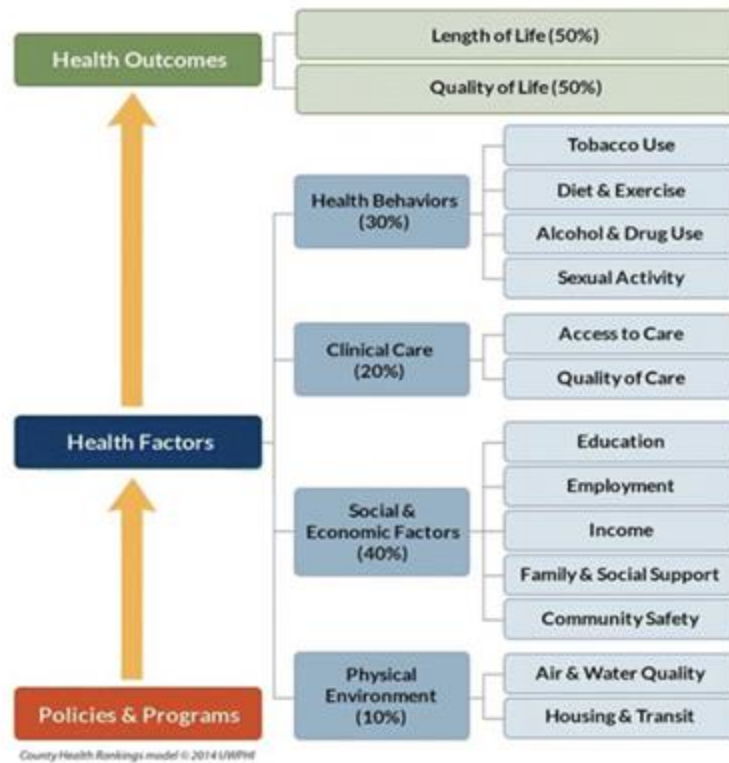 Health Outcomes
Length of Life (50%)
Quality of Life (50%)
Health Factors
Health Behaviors
(30%)
Tobacco Use
Diet & Exercise
Alcohol & Drug Use
Sexual Activity
Clinical Care
(20%)
Access to Care
Quality of Care
Social &
Economic Factors
(40%)
Education
Employment
Income
Family & Social Support
Community Safety
Physical
Environment
(10%)
Air & Water Quality
Housing & Transit
Policies & Programs
County Health Rankings model © 2014 UWPHI